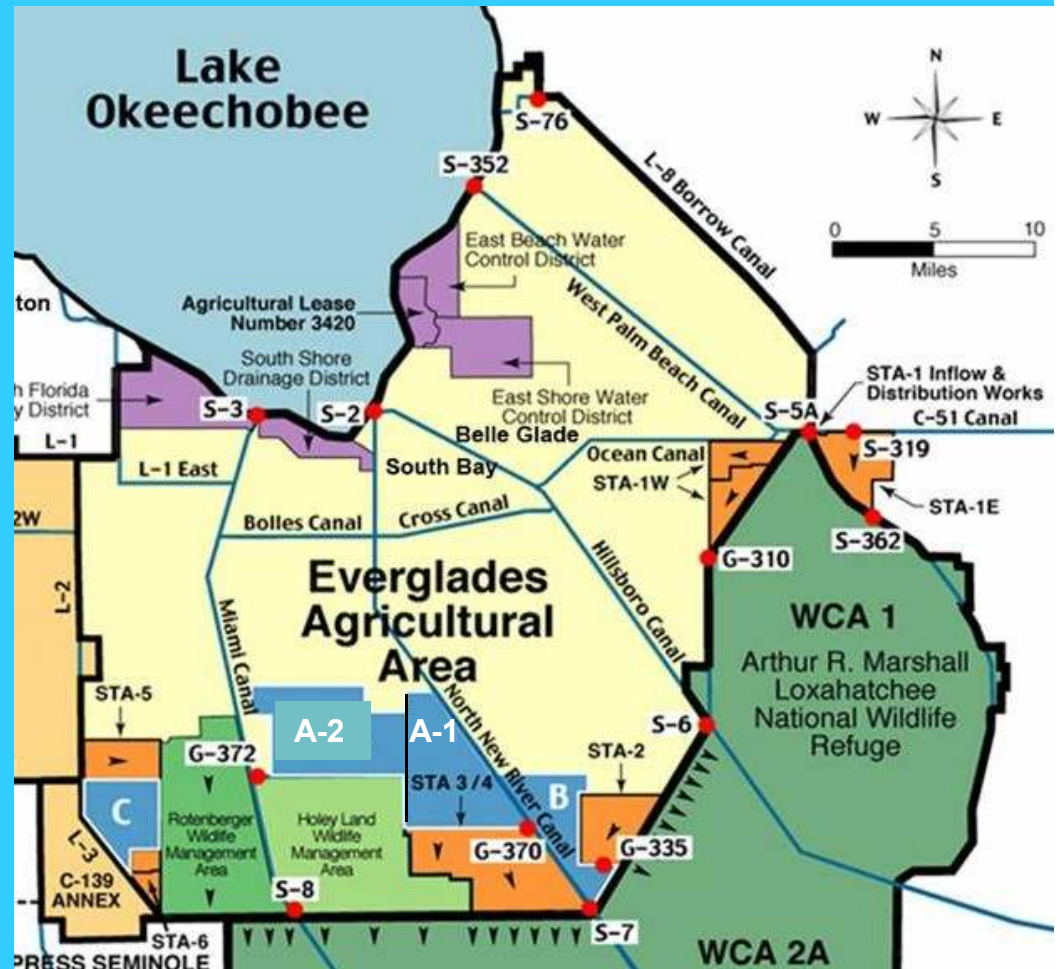 Lake
Okeechobee
N
W
E
S
S-76
S-352
L-8 Borrow Canal
0
5
10
Miles
East Beach Water
Control District
ton
Agricultural Lease
Number 3420
West Palm Beach Canal
South Shore
Drainage District
h Florida
y District
L-1
S-3
S-2
East Shore Water
Control District
S-5A
STA-1 Inflow &
Distribution Works
C-51 Canal
Belle Glade
S-319
L-1 East
South Bay
Ocean Canal
STA-1W
STA-1E
2W
Bolles Canal
Cross Canal
S-362
G-310
Hillsboro Canal
Everglades
Agricultural
Area
L-2
Miami Canal
WCA 1
Arthur R. Marshall
Loxahatchee
National Wildlife
Refuge
STA-5
North New River Canal
A-2
A-1
S-6
G-372
STA-2
STA 3/4
B
C
Rotenberger
Wildlife
Management
Area
Holey Land
Wildlife
Management
Area
L-3
G-370
G-335
C-139
ANNEX
S-8
STA-6
S-7
PRESS SEMINOLE
WCA 2A